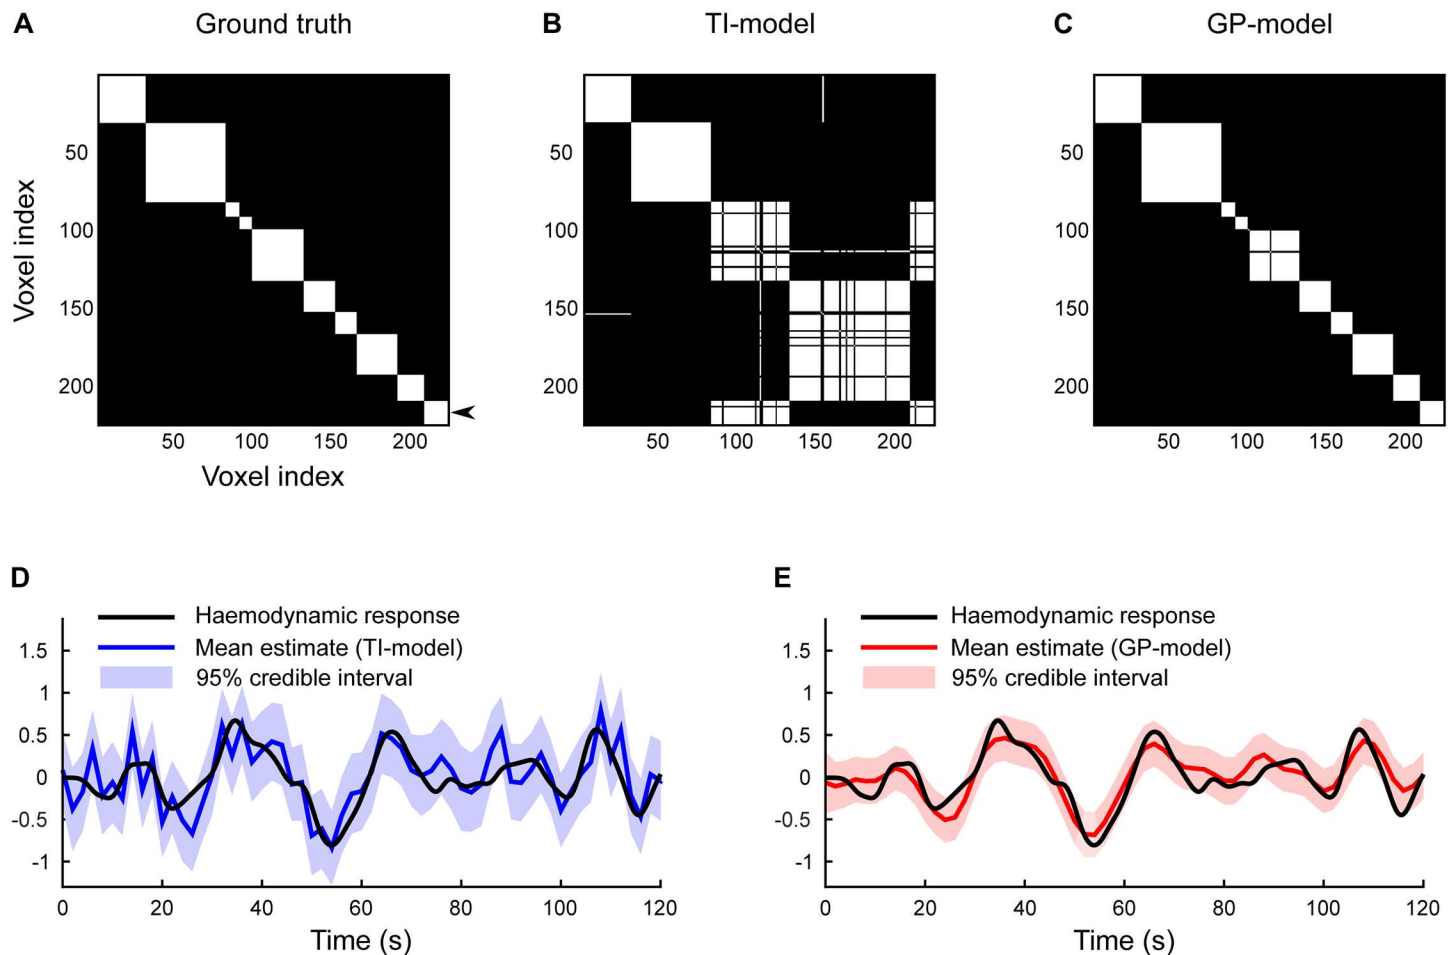 A Ground truth
B TI-model
C GP-model
Voxel index
50
100
150
200
50 100 150 200
Voxel index
Voxel index
50
100
150
200
50 100 150 200
50
100
150
200
50 100 150 200
D
Haemodynamic response
Mean estimate (TI-model)
95% credible interval
1.5
1
0.5
0
-0.5
-1
0 20 40 60 80 100 120
Time (s)
E
Haemodynamic response
Mean estimate (GP-model)
95% credible interval
1.5
1
0.5
0
-0.5
-1
0 20 40 60 80 100 120
Time (s)